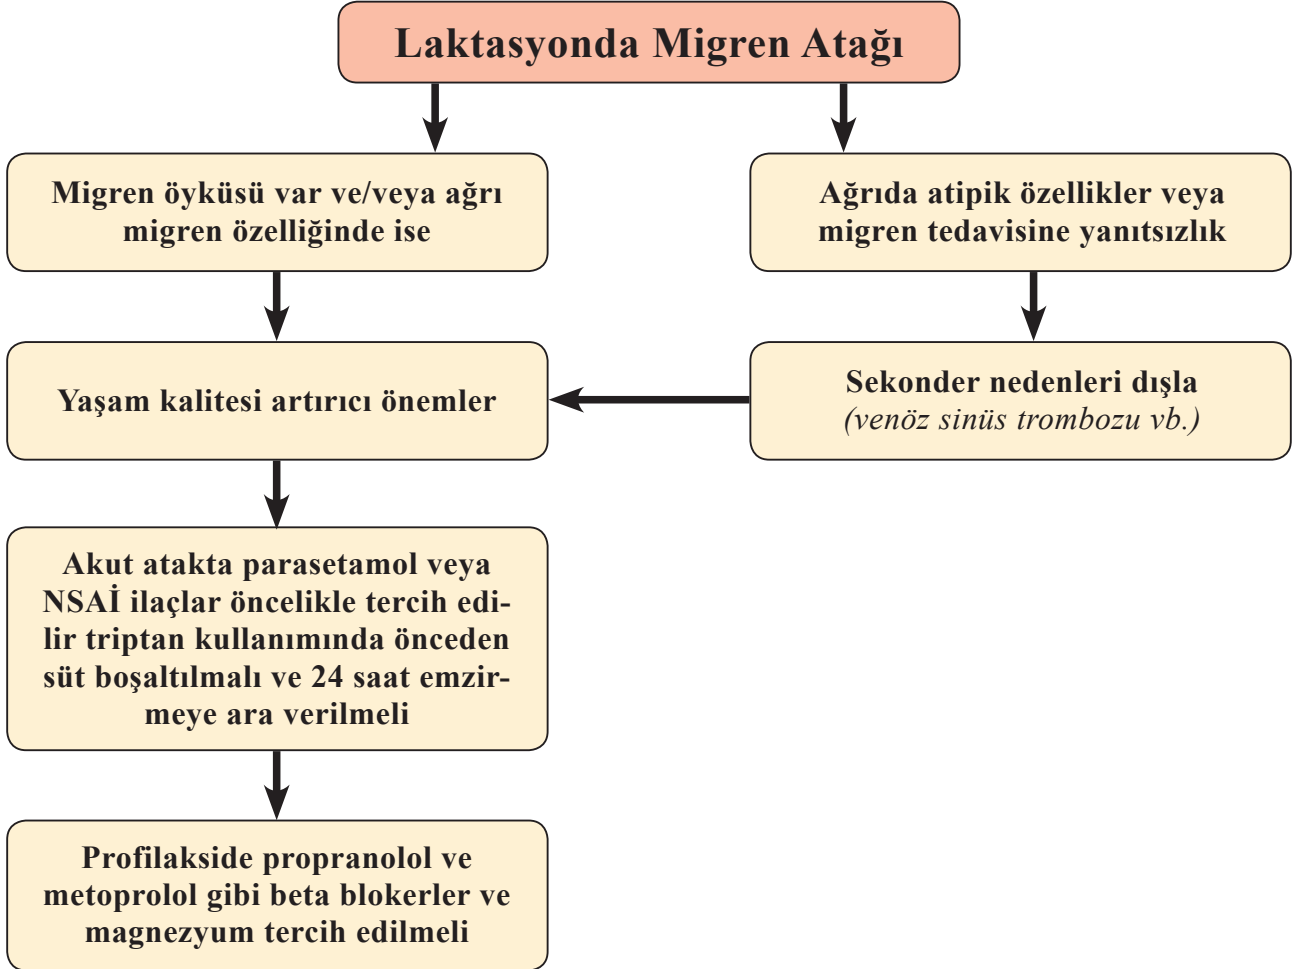 Laktasyonda Migren Atağı
Migren öyküsü var ve/veya ağrı
migren özelliğinde ise
Ağrıda atipik özellikler veya
migren tedavisine yanıtsızlık
Yaşam kalitesi artırıcı önemler
Sekonder nedenleri dışla
(venöz sinüs trombozu vb.)
Akut atakta parasetamol veya
NSAİ ilaçlar öncelikle tercih edi-
lir triptan kullanımında önceden
süt boşaltılmalı ve 24 saat emzir-
meye ara verilmeli
Profilakside propranolol ve
metoprolol gibi beta blokerler ve
magnezyum tercih edilmeli